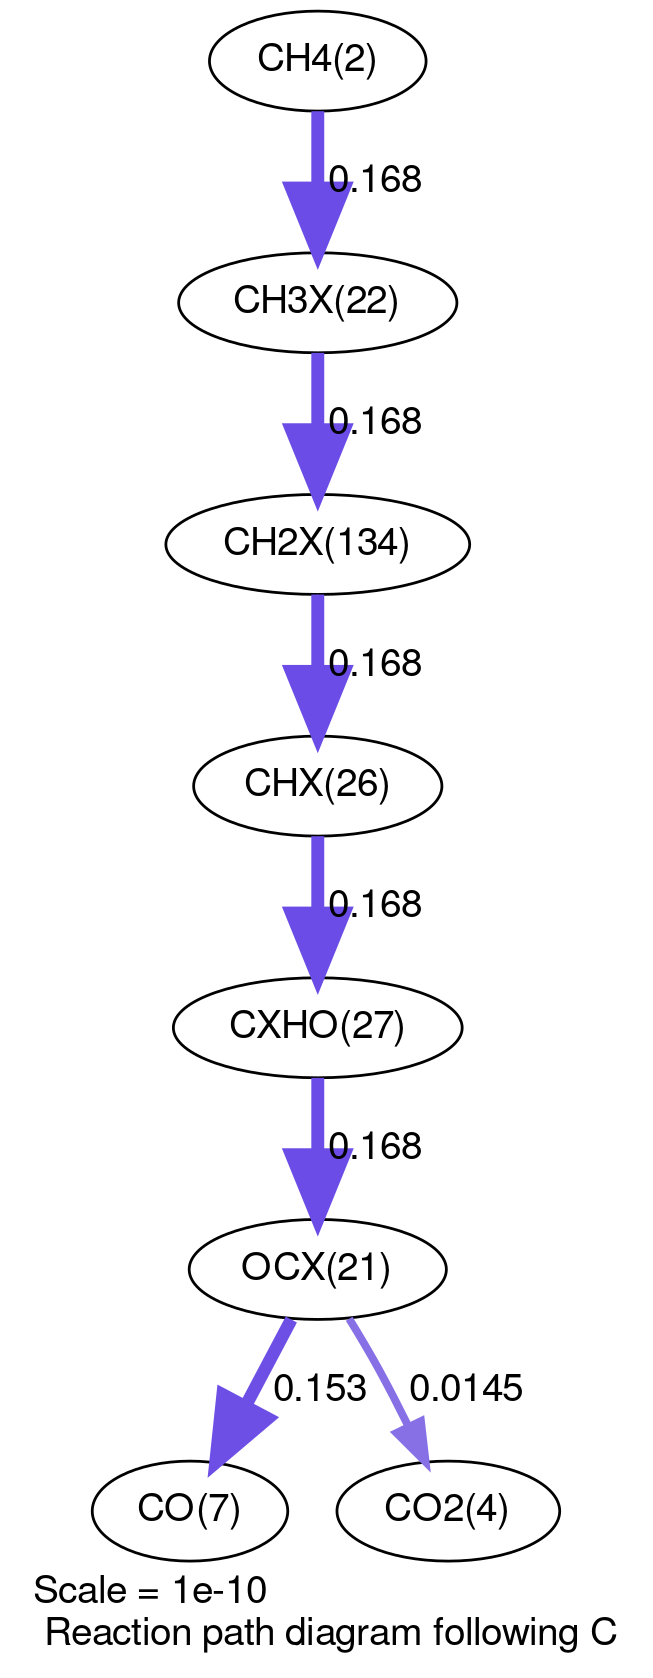 CH4(2)
0.168
CH3X(22)
0.168
CH2X(134)
0.168
CHX(26)
0.168
CXHO(27)
0.168
OCX(21)
0.153
0.0145
CO(7)
CO2(4)
Scale = 1e-10
Reaction path diagram following C